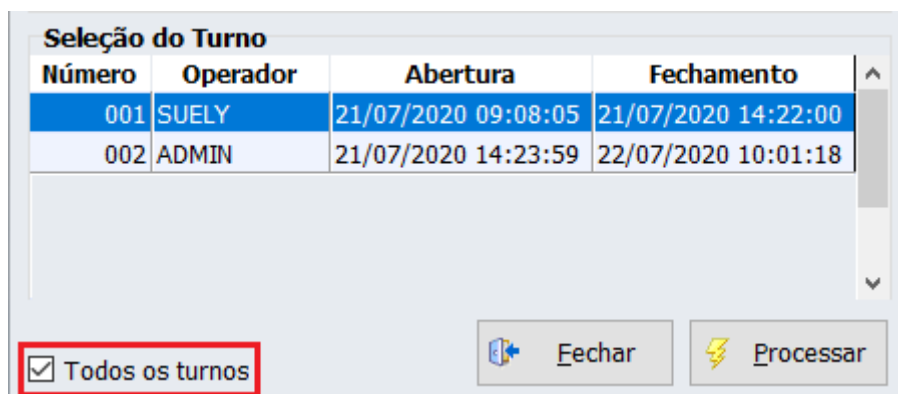 Seleção do Turno
Número Operador Abertura Fechamento
001 SUELY 21/07/2020 09:08:05 21/07/2020 14:22:00
002 ADMIN 21/07/2020 14:23:59 22/07/2020 10:01:18
Todos os turnos Fechar Processar